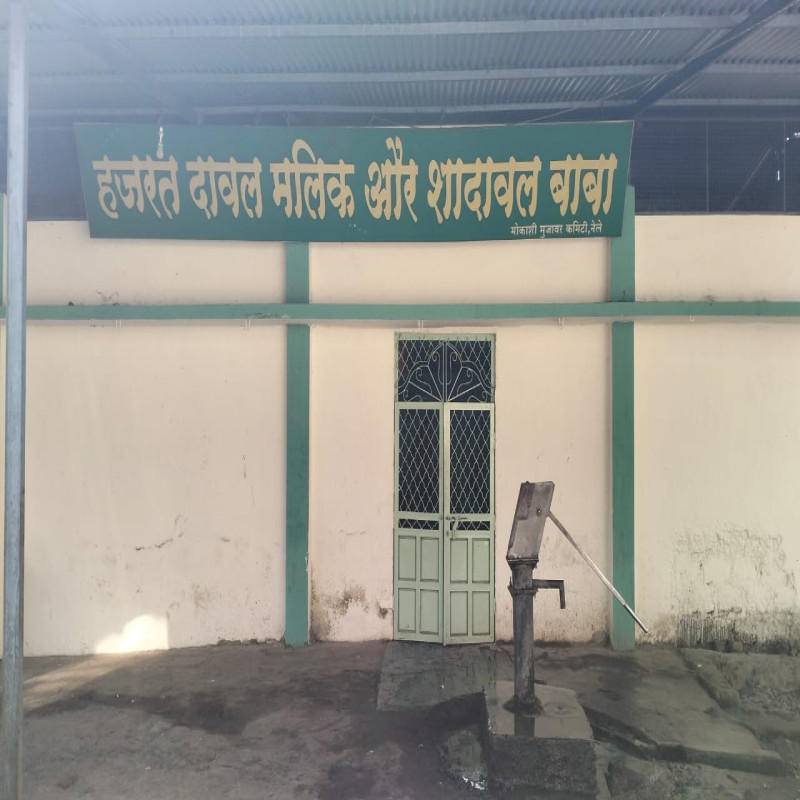 हजरत दावल मलिक और शादावल बाबा
मोकाशी मुजावर कमिटी,नेले